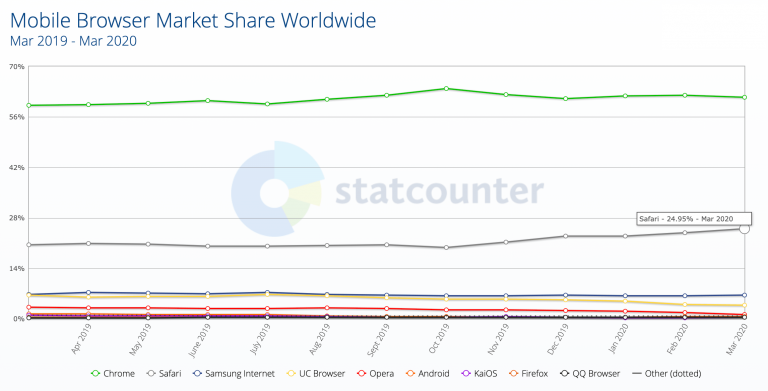 Mobile Browser Market Share Worldwide
Mar 2019 - Mar 2020
70%
56%
42%
28%
14%
0%
statcounter
Safari - 24.95% - Mar 2020
Apr 2019
May 2019
June 2019
July 2019
Aug 2019
Sept 2019
Oct 2019
Nov 2019
Dec 2019
Jan 2020
Feb 2020
Mar 2020
Chrome Safari Samsung Internet UC Browser Opera Android KaiOS Firefox QQ Browser Other (dotted)